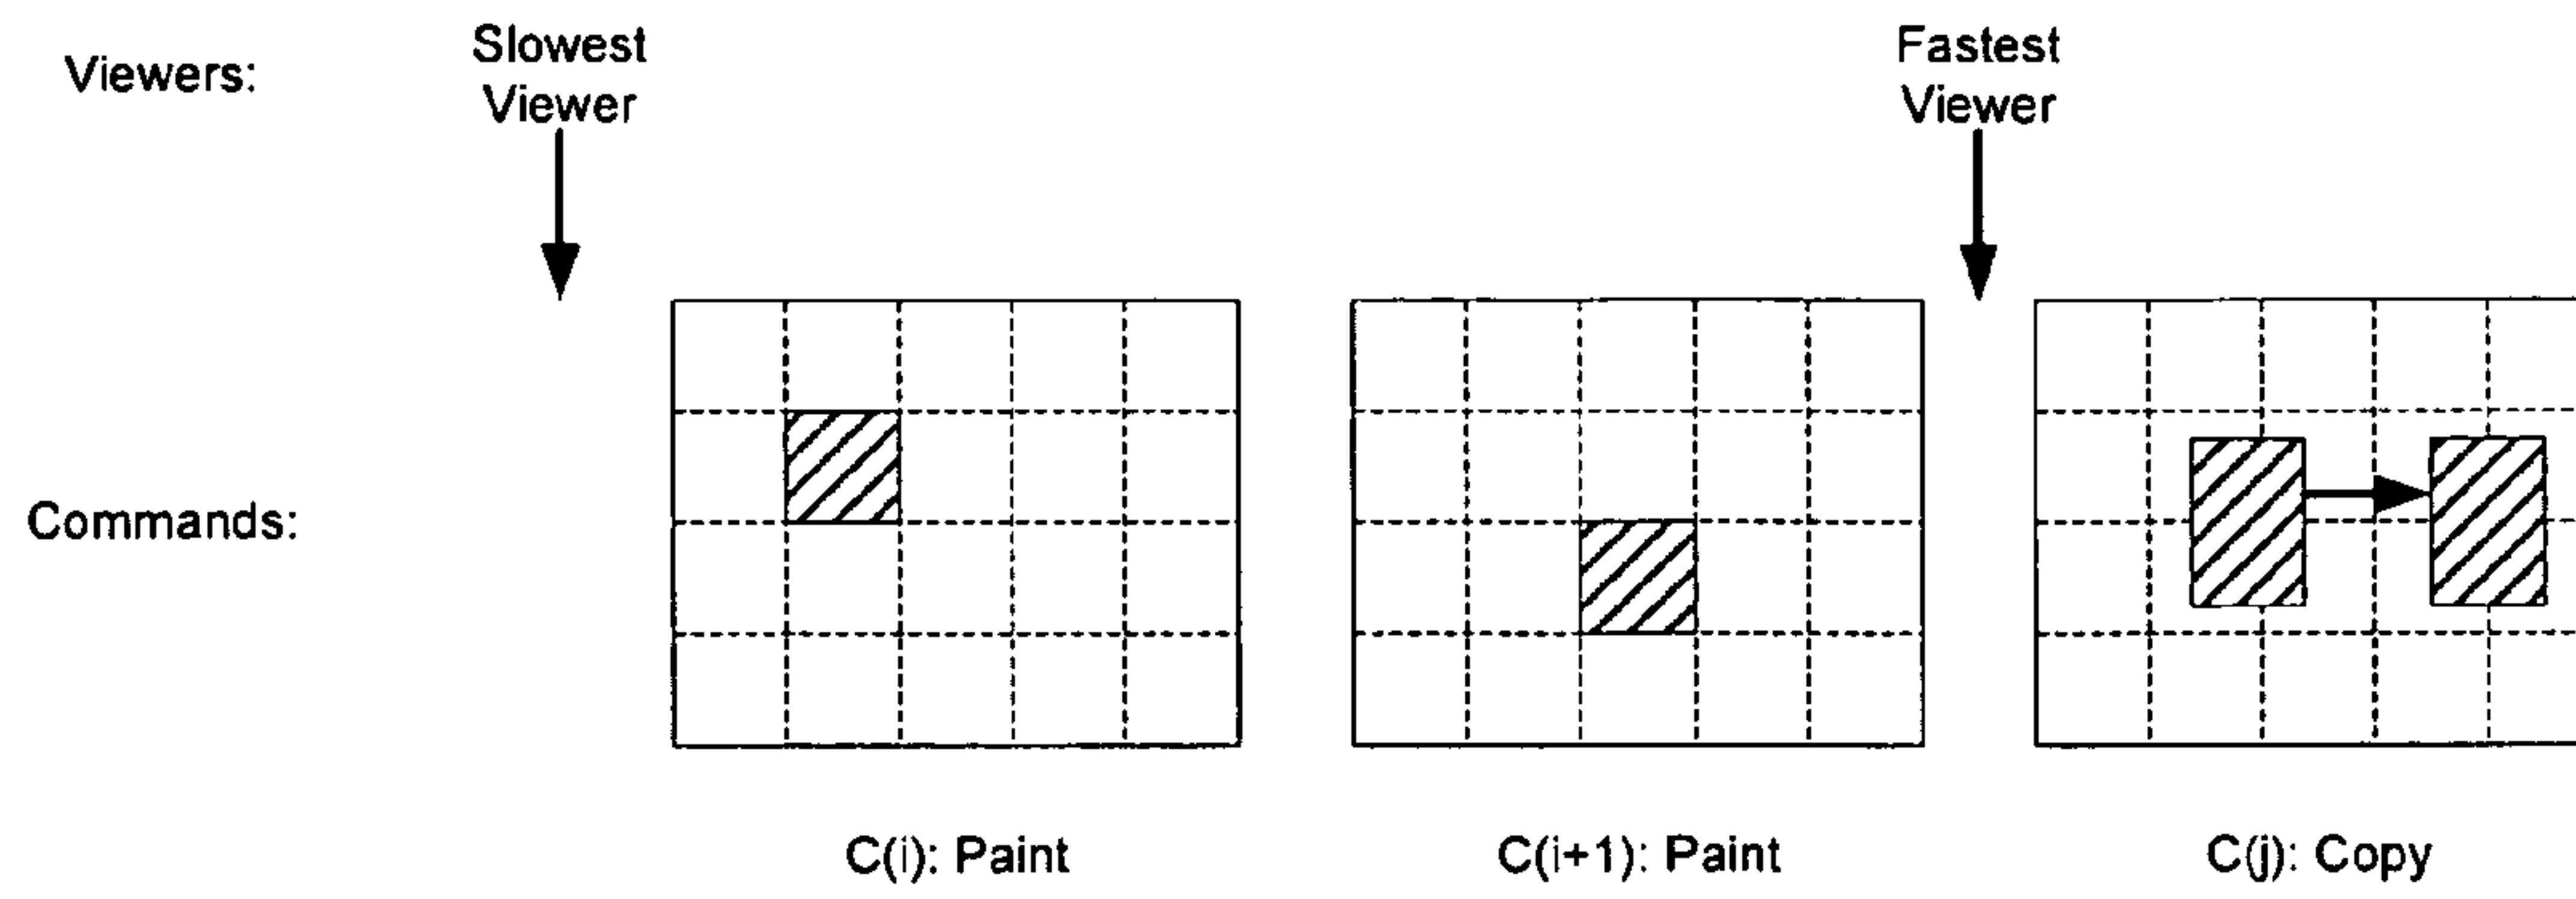 Viewers:
Slowest
Viewer
Fastest
Viewer
Commands:
C(i): Paint
C(i+1): Paint
C(j): Copy